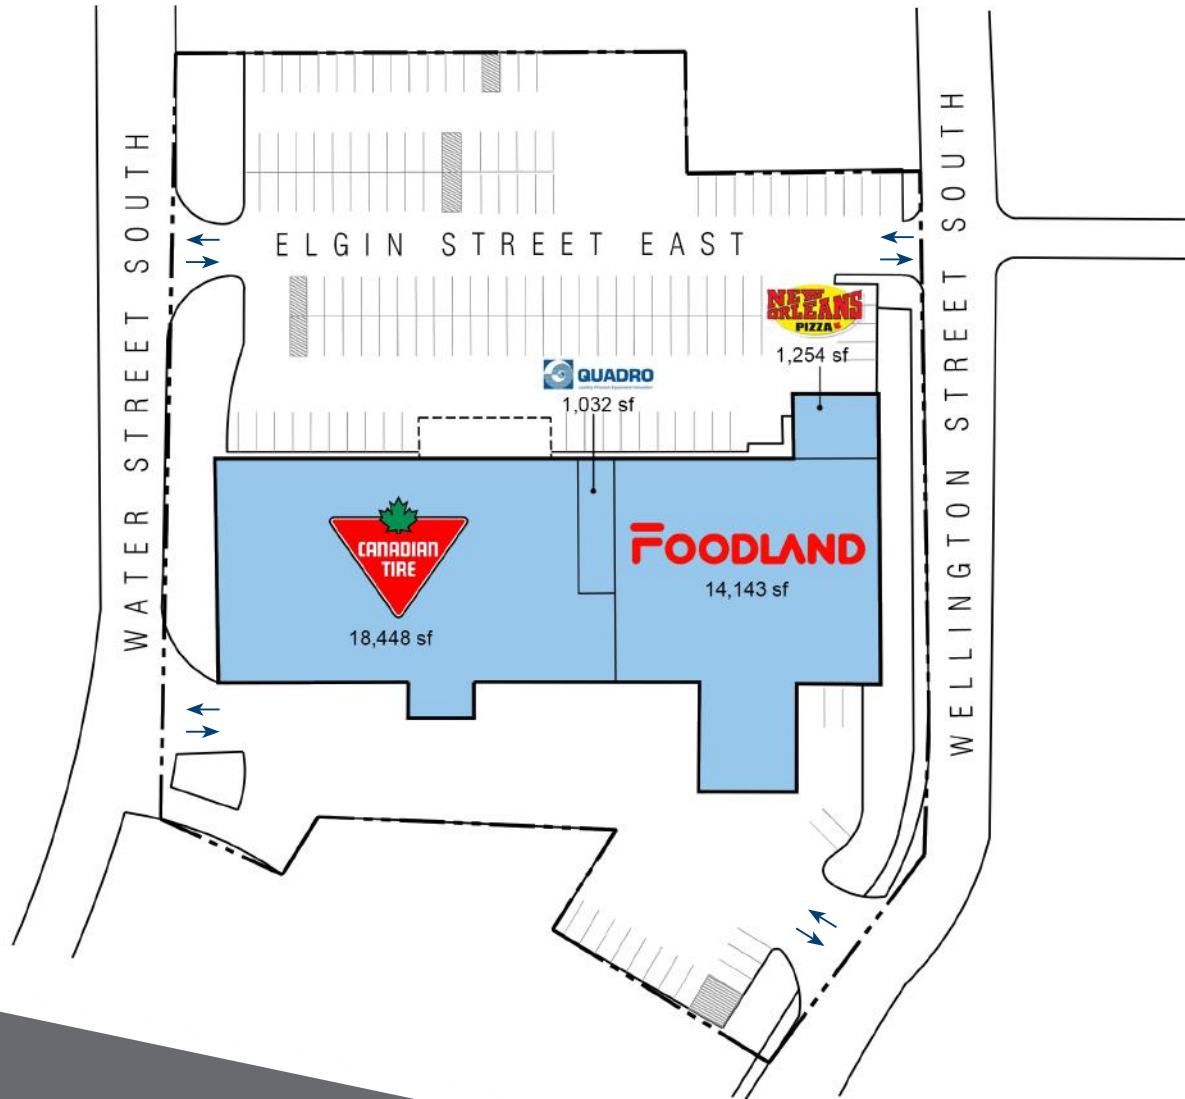 WATER STREET SOUTH
ELGIN STREET EAST
WELLINGTON STREET SOUTH
NEW
ORLEANS
PIZZA
1,254 sf
QUADRO
1,032 sf
CANADIAN
TIRE
18,448 sf
FOODLAND
14,143 sf